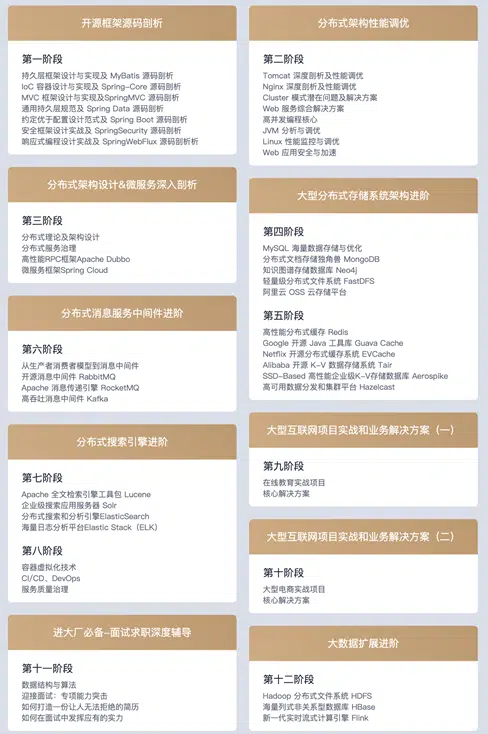 开源框架源码剖析
第一阶段
持久层框架设计与实现及 MyBatis 源码剖析
IoC 容器设计与实现及 Spring-Core 源码剖析
MVC 框架设计与实现及SpringMVC 源码剖析
通用持久层规范及 Spring Data 源码剖析
约定优于配置设计范式及 Spring Boot 源码剖析
安全框架设计实战及 SpringSecurity 源码剖析
响应式编程设计实战及 SpringWebFlux 源码剖析析
分布式架构性能调优
第二阶段
Tomcat 深度剖析及性能调优
Nginx 深度剖析及性能调优
Cluster 模式潜在问题及解决方案
Web 服务综合解决方案
高并发编程核心
JVM 分析与调优
Linux 性能监控与调优
Web 应用安全与加速
分布式架构设计&微服务深入剖析
第三阶段
分布式理论及架构设计
分布式服务治理
高性能RPC框架Apache Dubbo
微服务框架Spring Cloud
大型分布式存储系统架构进阶
第四阶段
MySQL 海量数据存储与优化
分布式文档存储独角兽 MongoDB
知识图谱存储数据库 Neo4j
轻量级分布式文件系统 FastDFS
阿里云 OSS 云存储平台
第五阶段
高性能分布式缓存 Redis
Google 开源 Java 工具库 Guava Cache
Netflix 开源分布式缓存系统 EVCache
Alibaba 开源 K-V 数据存储系统 Tair
SSD-Based 高性能企业级K-V存储数据库 Aerospike
高可用数据分发和集群平台 Hazelcast
分布式消息服务中间件进阶
第六阶段
从生产者消费者模型到消息中间件
开源消息中间件 RabbitMQ
Apache 消息传递引擎 RocketMQ
高吞吐消息中间件 Kafka
分布式搜索引擎进阶
第七阶段
Apache 全文检索引擎工具包 Lucene
企业级搜索应用服务器 Solr
分布式搜索和分析引擎ElasticSearch
海量日志分析平台Elastic Stack（ELK）
第八阶段
容器虚拟化技术
CI/CD、DevOps
服务质量治理
大型互联网项目实战和业务解决方案（一）
第九阶段
在线教育实战项目
核心解决方案
大型互联网项目实战和业务解决方案（二）
第十阶段
大型电商实战项目
核心解决方案
进大厂必备-面试求职深度辅导
第十一阶段
数据结构与算法
迎接面试：专项能力突击
如何打造一份让人无法拒绝的简历
如何在面试中发挥应有的实力
大数据扩展进阶
第十二阶段
Hadoop 分布式文件系统 HDFS
海量列式非关系型数据库 HBase
新一代实时流式计算引擎 Flink